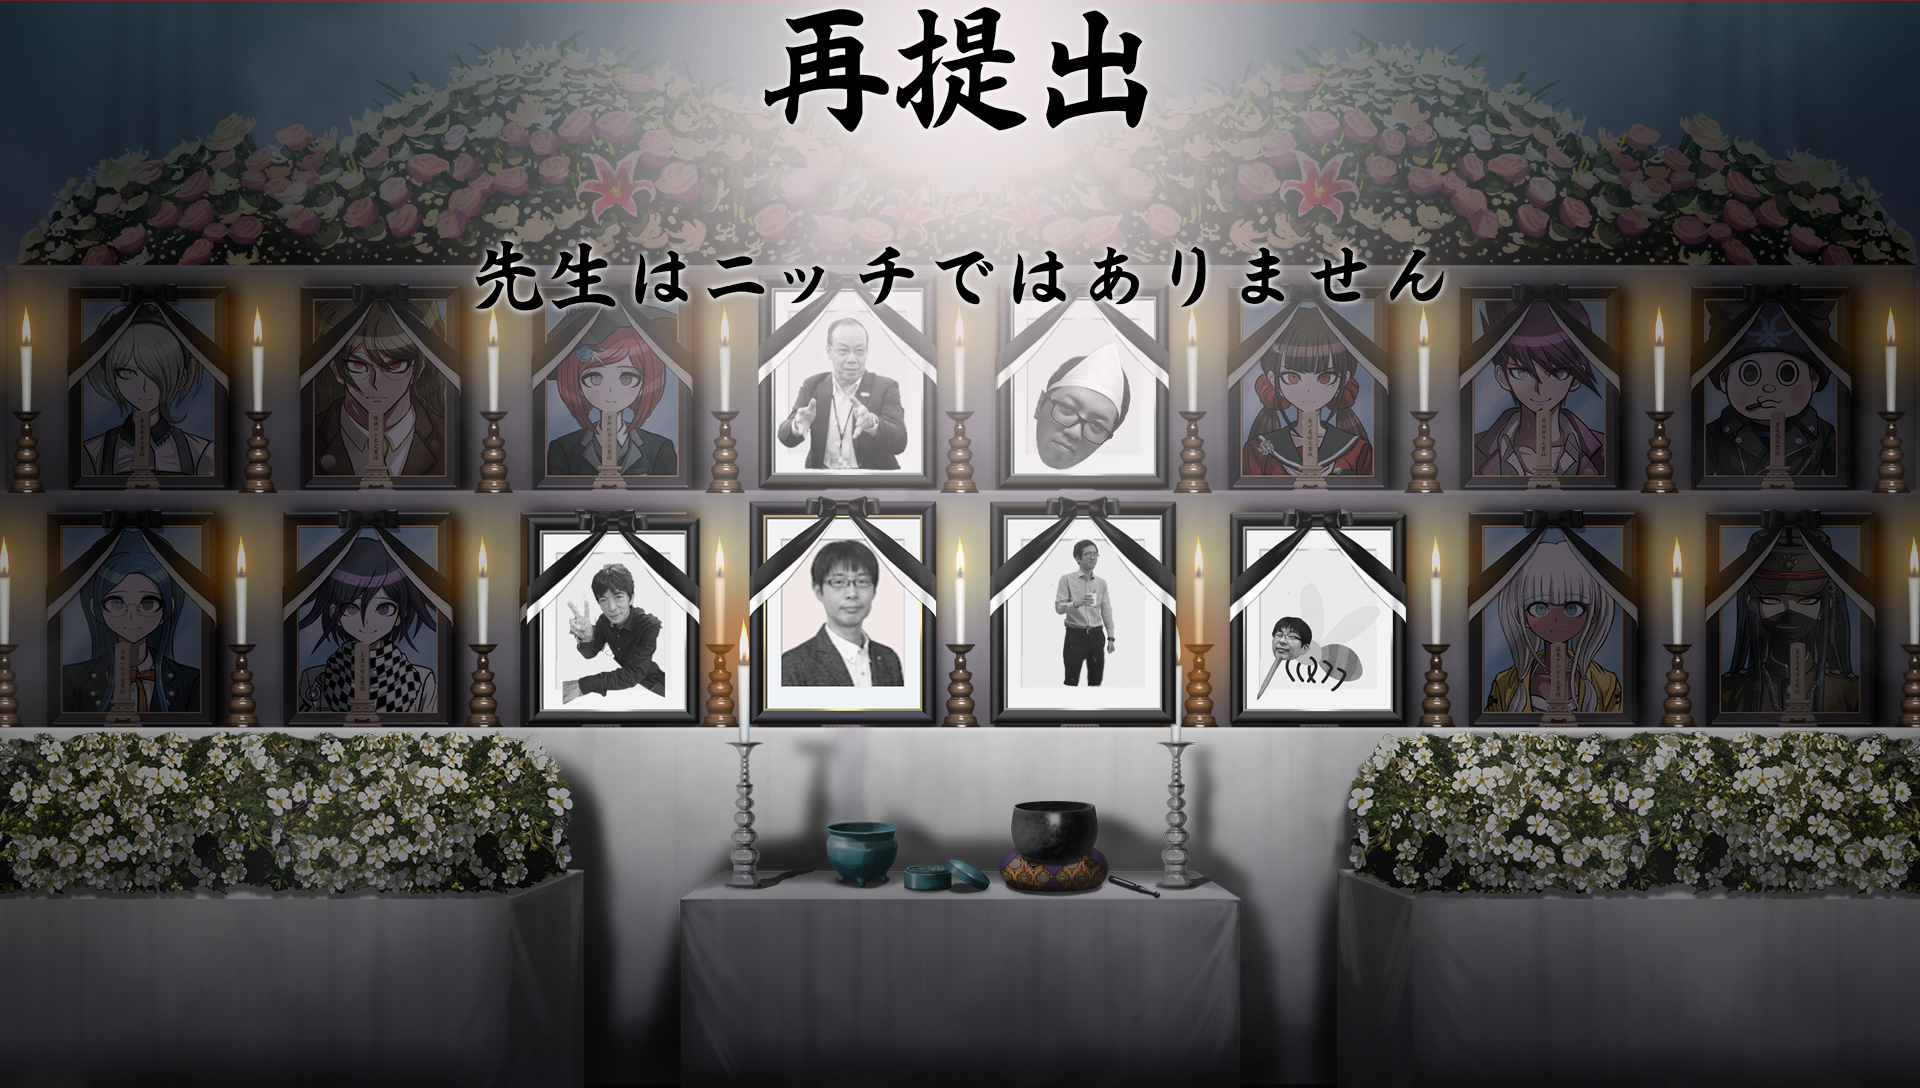 再提出
先生はニッチではありません